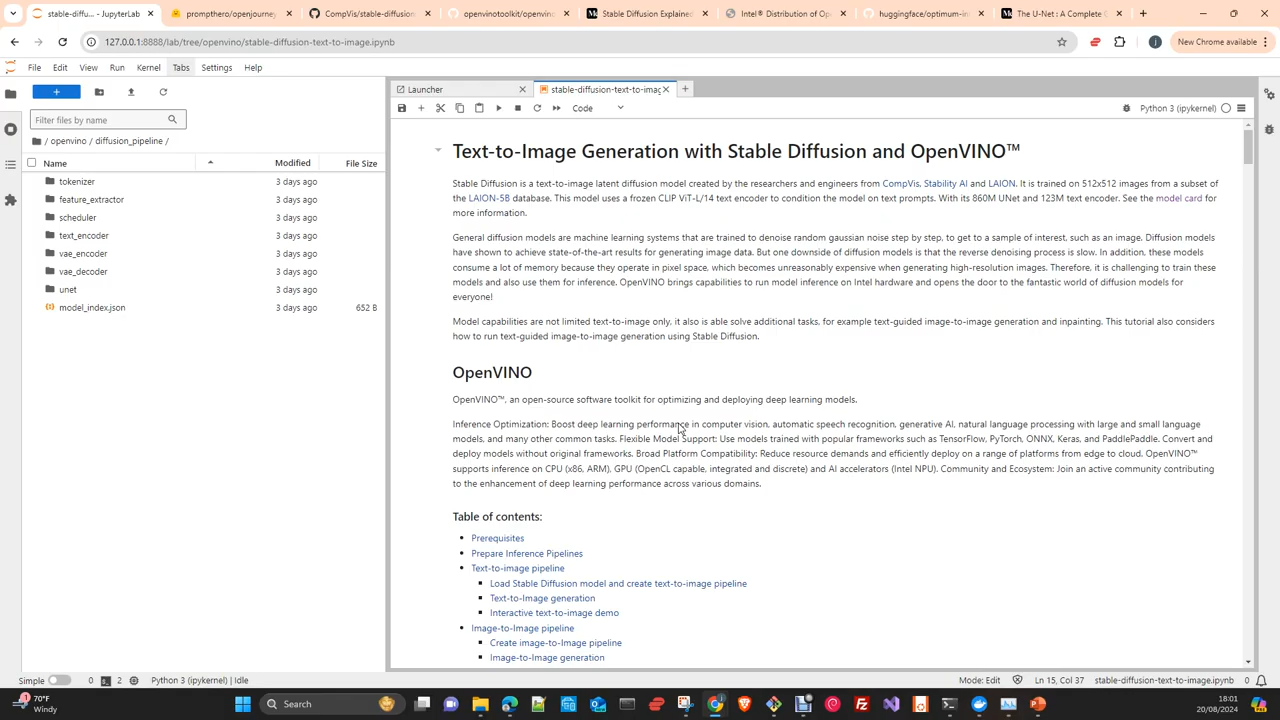 stable-diffu... - JupyterLab
prompthero/openjourney
CompVis/stable-diffusion
openvinotoolkit/openvino
Stable Diffusion Explained
Intel® Distribution of Ope
huggingface/optimum-in
The U-Net : A Complete G
127.0.0.1:8888/lab/tree/openvino/stable-diffusion-text-to-image.ipynb
New Chrome available
File Edit View Run Kernel Tabs Settings Help
Launcher
stable-diffusion-text-to-imag
Filter files by name
Code
Python 3 (ipykernel)
/ openvino / diffusion_pipeline /
Name Modified File Size
tokenizer 3 days ago
feature_extractor 3 days ago
scheduler 3 days ago
text_encoder 3 days ago
vae_encoder 3 days ago
vae_decoder 3 days ago
unet 3 days ago
model_index.json 3 days ago 652 B
Text-to-Image Generation with Stable Diffusion and OpenVINO™
Stable Diffusion is a text-to-image latent diffusion model created by the researchers and engineers from CompVis, Stability AI and LAION. It is trained on 512x512 images from a subset of
the LAION-5B database. This model uses a frozen CLIP ViT-L/14 text encoder to condition the model on text prompts. With its 860M UNet and 123M text encoder. See the model card for
more information.
General diffusion models are machine learning systems that are trained to denoise random gaussian noise step by step, to get to a sample of interest, such as an image. Diffusion models
have shown to achieve state-of-the-art results for generating image data. But one downside of diffusion models is that the reverse denoising process is slow. In addition, these models
consume a lot of memory because they operate in pixel space, which becomes unreasonably expensive when generating high-resolution images. Therefore, it is challenging to train these
models and also use them for inference. OpenVINO brings capabilities to run model inference on Intel hardware and opens the door to the fantastic world of diffusion models for
everyone!
Model capabilities are not limited text-to-image only, it also is able solve additional tasks, for example text-guided image-to-image generation and inpainting. This tutorial also considers
how to run text-guided image-to-image generation using Stable Diffusion.
OpenVINO
OpenVINO™, an open-source software toolkit for optimizing and deploying deep learning models.
Inference Optimization: Boost deep learning performance in computer vision, automatic speech recognition, generative AI, natural language processing with large and small language
models, and many other common tasks. Flexible Model Support: Use models trained with popular frameworks such as TensorFlow, PyTorch, ONNX, Keras, and PaddlePaddle. Convert and
deploy models without original frameworks. Broad Platform Compatibility: Reduce resource demands and efficiently deploy on a range of platforms from edge to cloud. OpenVINO™
supports inference on CPU (x86, ARM), GPU (OpenCL capable, integrated and discrete) and AI accelerators (Intel NPU). Community and Ecosystem: Join an active community contributing
to the enhancement of deep learning performance across various domains.
Table of contents:
Prerequisites
Prepare Inference Pipelines
Text-to-image pipeline
Load Stable Diffusion model and create text-to-image pipeline
Text-to-Image generation
Interactive text-to-image demo
Image-to-Image pipeline
Create image-to-Image pipeline
Image-to-Image generation
Simple 0 2 Python 3 (ipykernel) | Idle
Mode: Edit Ln 15, Col 37 stable-diffusion-text-to-image.ipynb 0
1 70°F
Windy
Search
18:01
20/08/2024